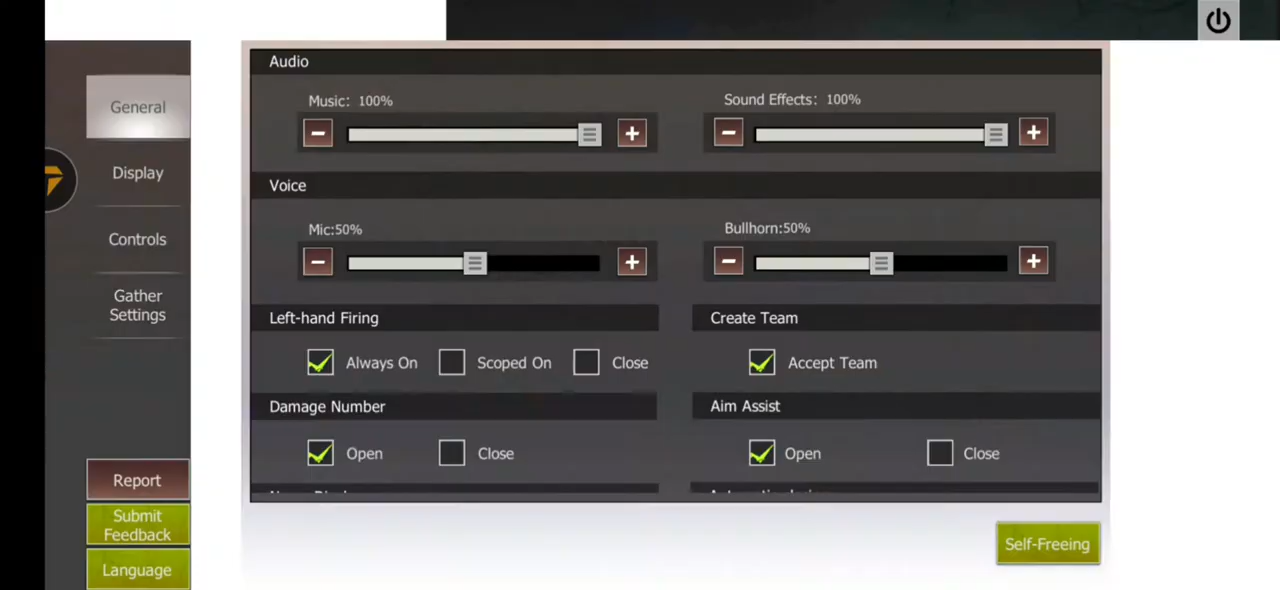 General
Display
Controls
Gather
Settings
Report
Submit
Feedback
Language
Audio
Music: 100%
Sound Effects: 100%
Voice
Mic:50%
Bullhorn:50%
Left-hand Firing
Create Team
Always On
Scoped On
Close
Accept Team
Damage Number
Aim Assist
Open
Close
Open
Close
Self-Freeing